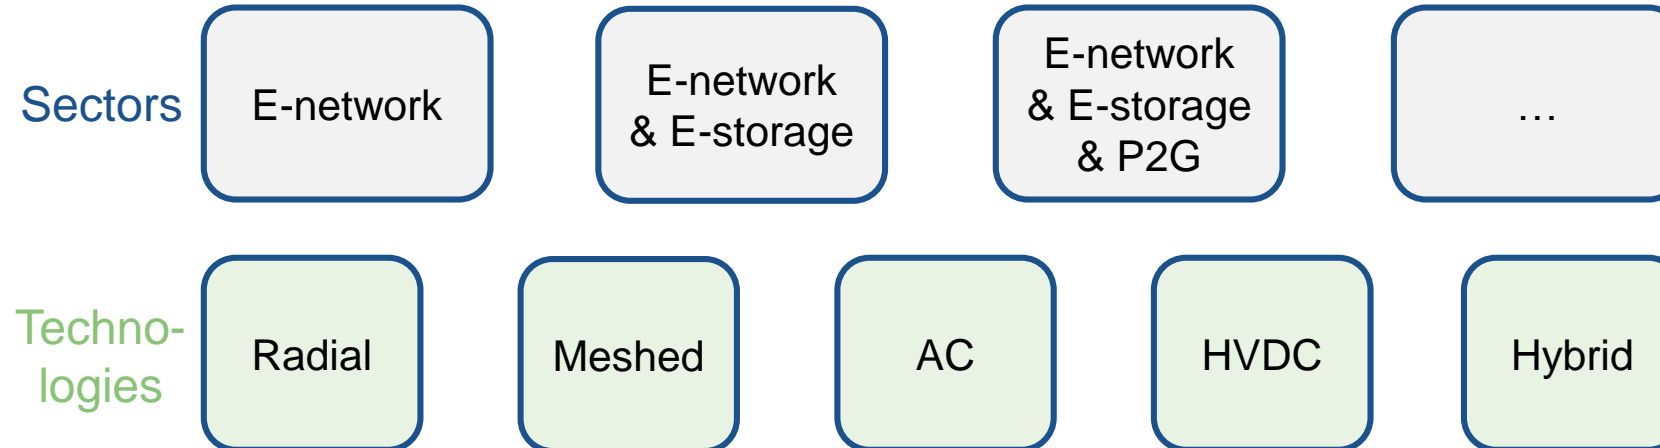 Sectors
E-network
E-network
& E-storage
E-network
& E-storage
& P2G
…
Techno-
logies
Radial
Meshed
AC
HVDC
Hybrid